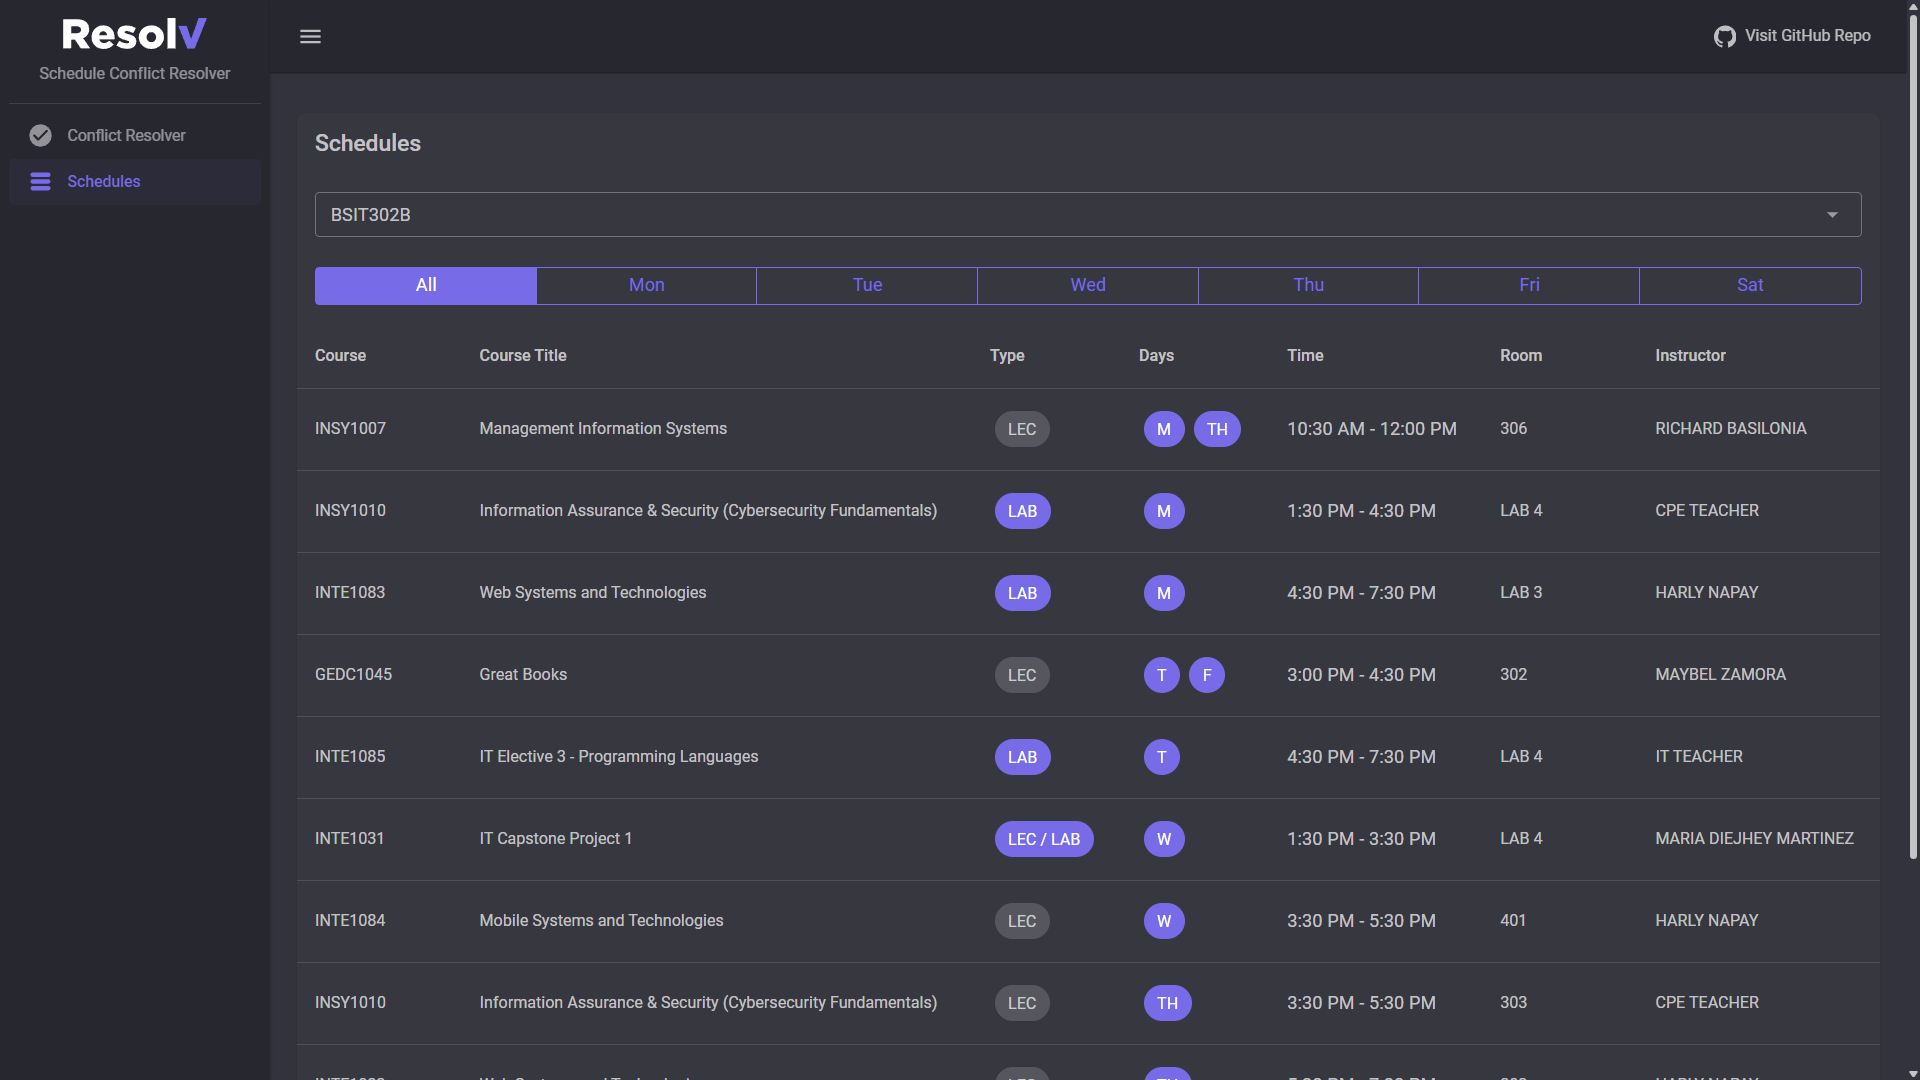 ResolV
Schedule Conflict Resolver
Conflict Resolver
Schedules
Visit GitHub Repo
Schedules
BSIT302B
All Mon Tue Wed Thu Fri Sat
Course Course Title Type Days Time Room Instructor
INSY1007 Management Information Systems LEC M TH 10:30 AM - 12:00 PM 306 RICHARD BASILONIA
INSY1010 Information Assurance & Security (Cybersecurity Fundamentals) LAB M 1:30 PM - 4:30 PM LAB 4 CPE TEACHER
INTE1083 Web Systems and Technologies LAB M 4:30 PM - 7:30 PM LAB 3 HARLY NAPAY
GEDC1045 Great Books LEC T F 3:00 PM - 4:30 PM 302 MAYBEL ZAMORA
INTE1085 IT Elective 3 - Programming Languages LAB T 4:30 PM - 7:30 PM LAB 4 IT TEACHER
INTE1031 IT Capstone Project 1 LEC / LAB W 1:30 PM - 3:30 PM LAB 4 MARIA DIEJHEY MARTINEZ
INTE1084 Mobile Systems and Technologies LEC W 3:30 PM - 5:30 PM 401 HARLY NAPAY
INSY1010 Information Assurance & Security (Cybersecurity Fundamentals) LEC TH 3:30 PM - 5:30 PM 303 CPE TEACHER